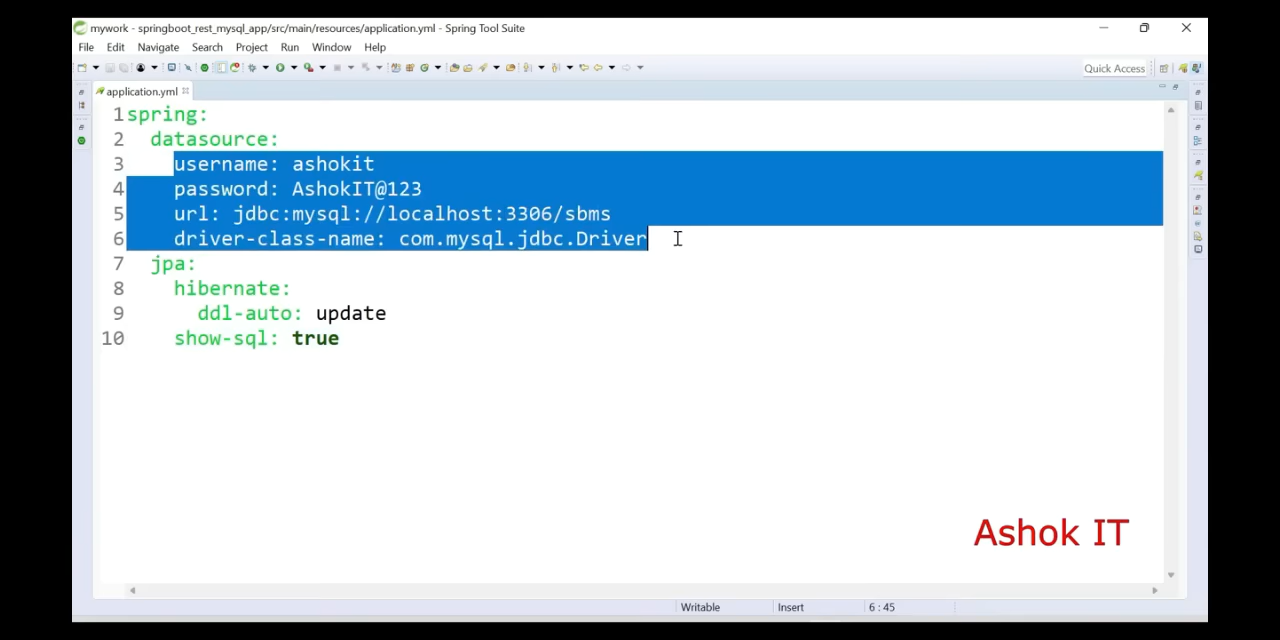 mywork - springboot_rest_mysql_app/src/main/resources/application.yml - Spring Tool Suite
File Edit Navigate Search Project Run Window Help
Quick Access
application.yml
1 spring:
2   datasource:
3     username: ashokit
4     password: AshokIT@123
5     url: jdbc:mysql://localhost:3306/sbms
6     driver-class-name: com.mysql.jdbc.Driver
7   jpa:
8     hibernate:
9       ddl-auto: update
10     show-sql: true
Ashok IT
Writable Insert 6 : 45